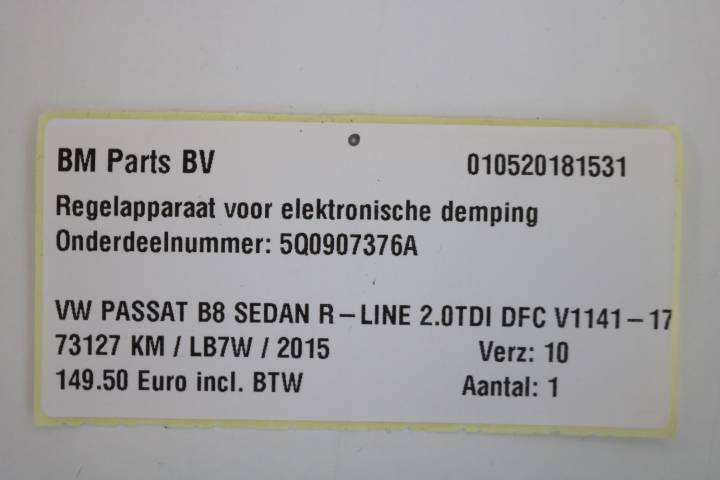 BM Parts BV 010520181531
Regelapparaat voor elektronische demping
Onderdeelnummer: 5Q0907376A
VW PASSAT B8 SEDAN R-LINE 2.0TDI DFC V1141-17
73127 KM / LB7W / 2015 Verz: 10
149.50 Euro incl. BTW Aantal: 1